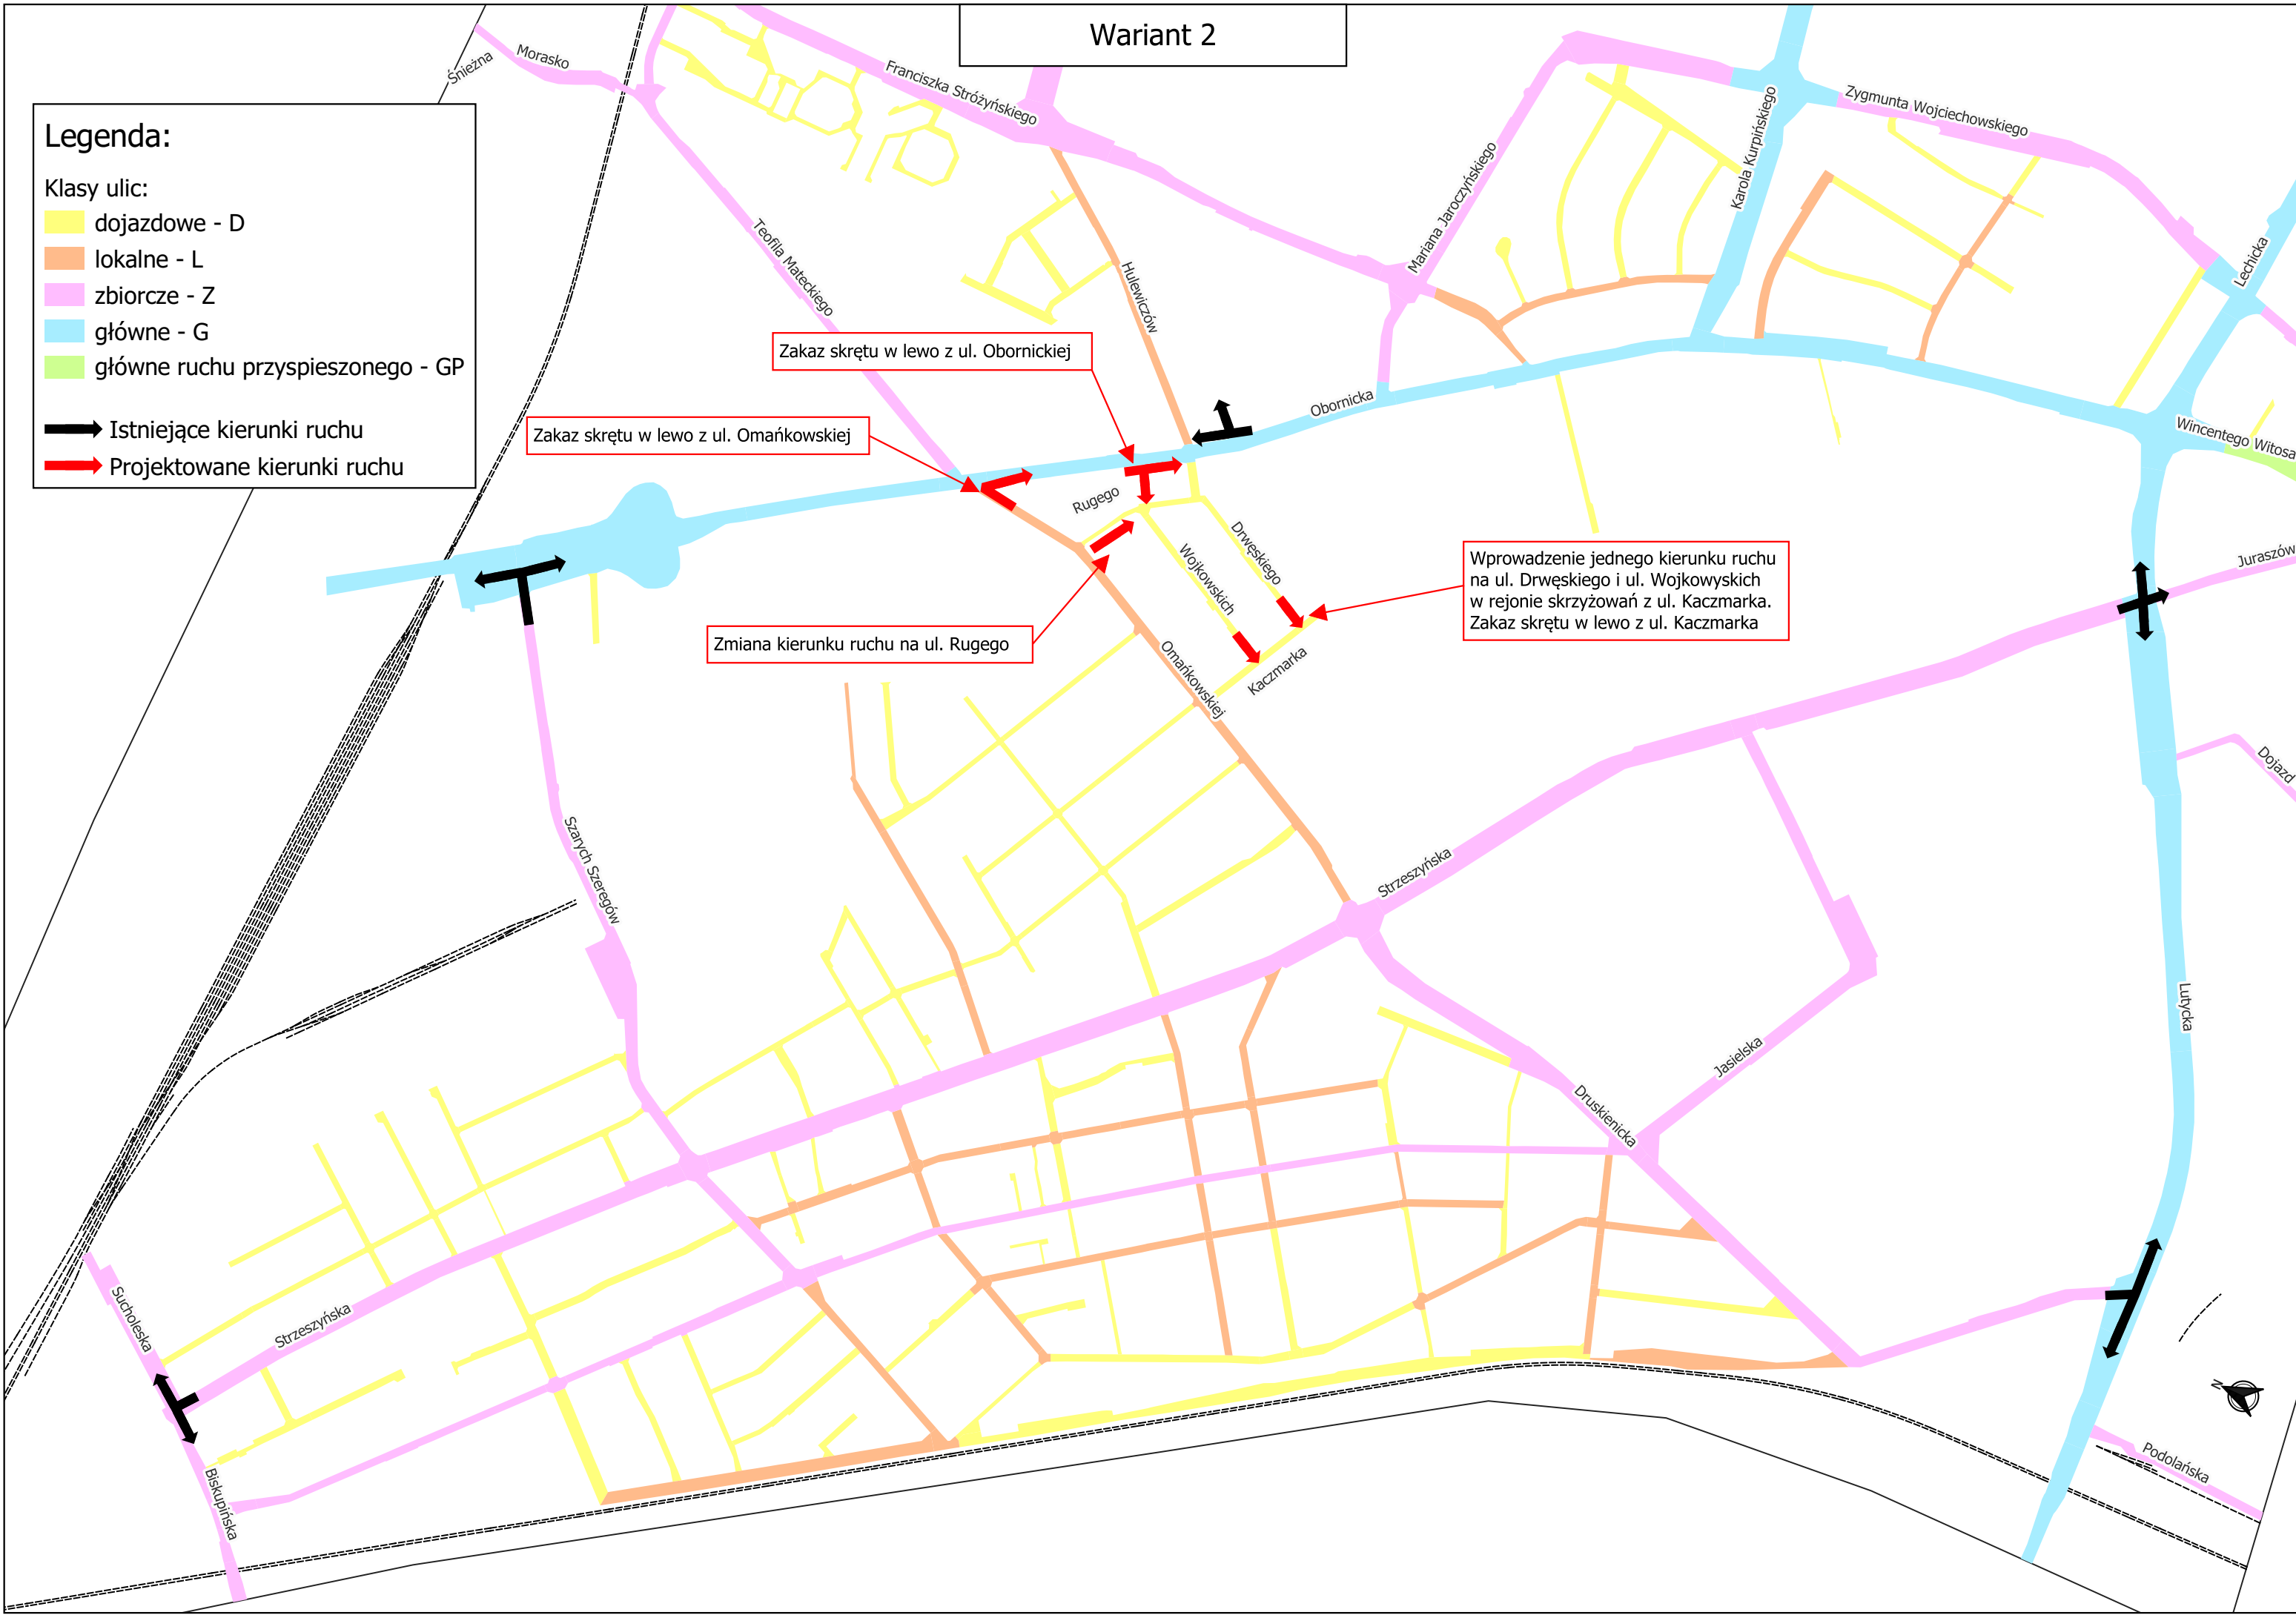 Wariant 2
Legenda:
Klasy ulic:
dojazdowe - D
lokalne - L
zbiorcze - Z
główne - G
główne ruchu przyspieszonego - GP
Istniejące kierunki ruchu
Projektowane kierunki ruchu
Śnieżna
Morasko
Franciszka Stróżyńskiego
Teofila Mateckiego
Hulewiczów
Mariana Jaroczyńskiego
Karola Kurpińskiego
Zygmunta Wojciechowskiego
Lechicka
Wincentego Witosa
Obornicka
Zakaz skrętu w lewo z ul. Obornickiej
Zakaz skrętu w lewo z ul. Omańkowskiej
Rugego
Drwęskiego
Wojkowskich
Wprowadzenie jednego kierunku ruchu
na ul. Drwęskiego i ul. Wojkowyskich
w rejonie skrzyżowań z ul. Kaczmarka.
Zakaz skrętu w lewo z ul. Kaczmarka
Zmiana kierunku ruchu na ul. Rugego
Kaczmarka
Omańkowskiej
Juraszów
Dojazd
Szarych Szeregów
Strzeszyńska
Lutycka
Jasielska
Druskienicka
Sucholeska
Strzeszyńska
Biskupińska
Podolańska
N